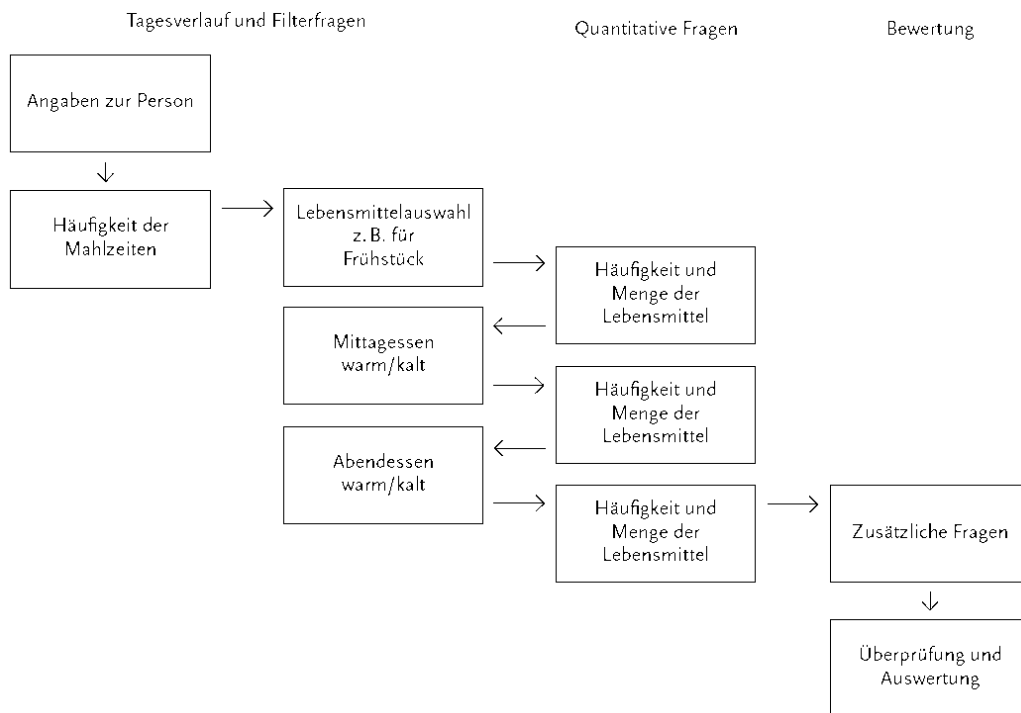 Tagesverlauf und Filterfragen
Quantitative Fragen
Bewertung
Angaben zur Person
Häufigkeit der
Mahlzeiten
Lebensmittelauswahl
z. B. für
Frühstück
Häufigkeit und
Menge der
Lebensmittel
Mittagessen
warm/kalt
Häufigkeit und
Menge der
Lebensmittel
Abendessen
warm/kalt
Häufigkeit und
Menge der
Lebensmittel
Zusätzliche Fragen
Überprüfung und
Auswertung